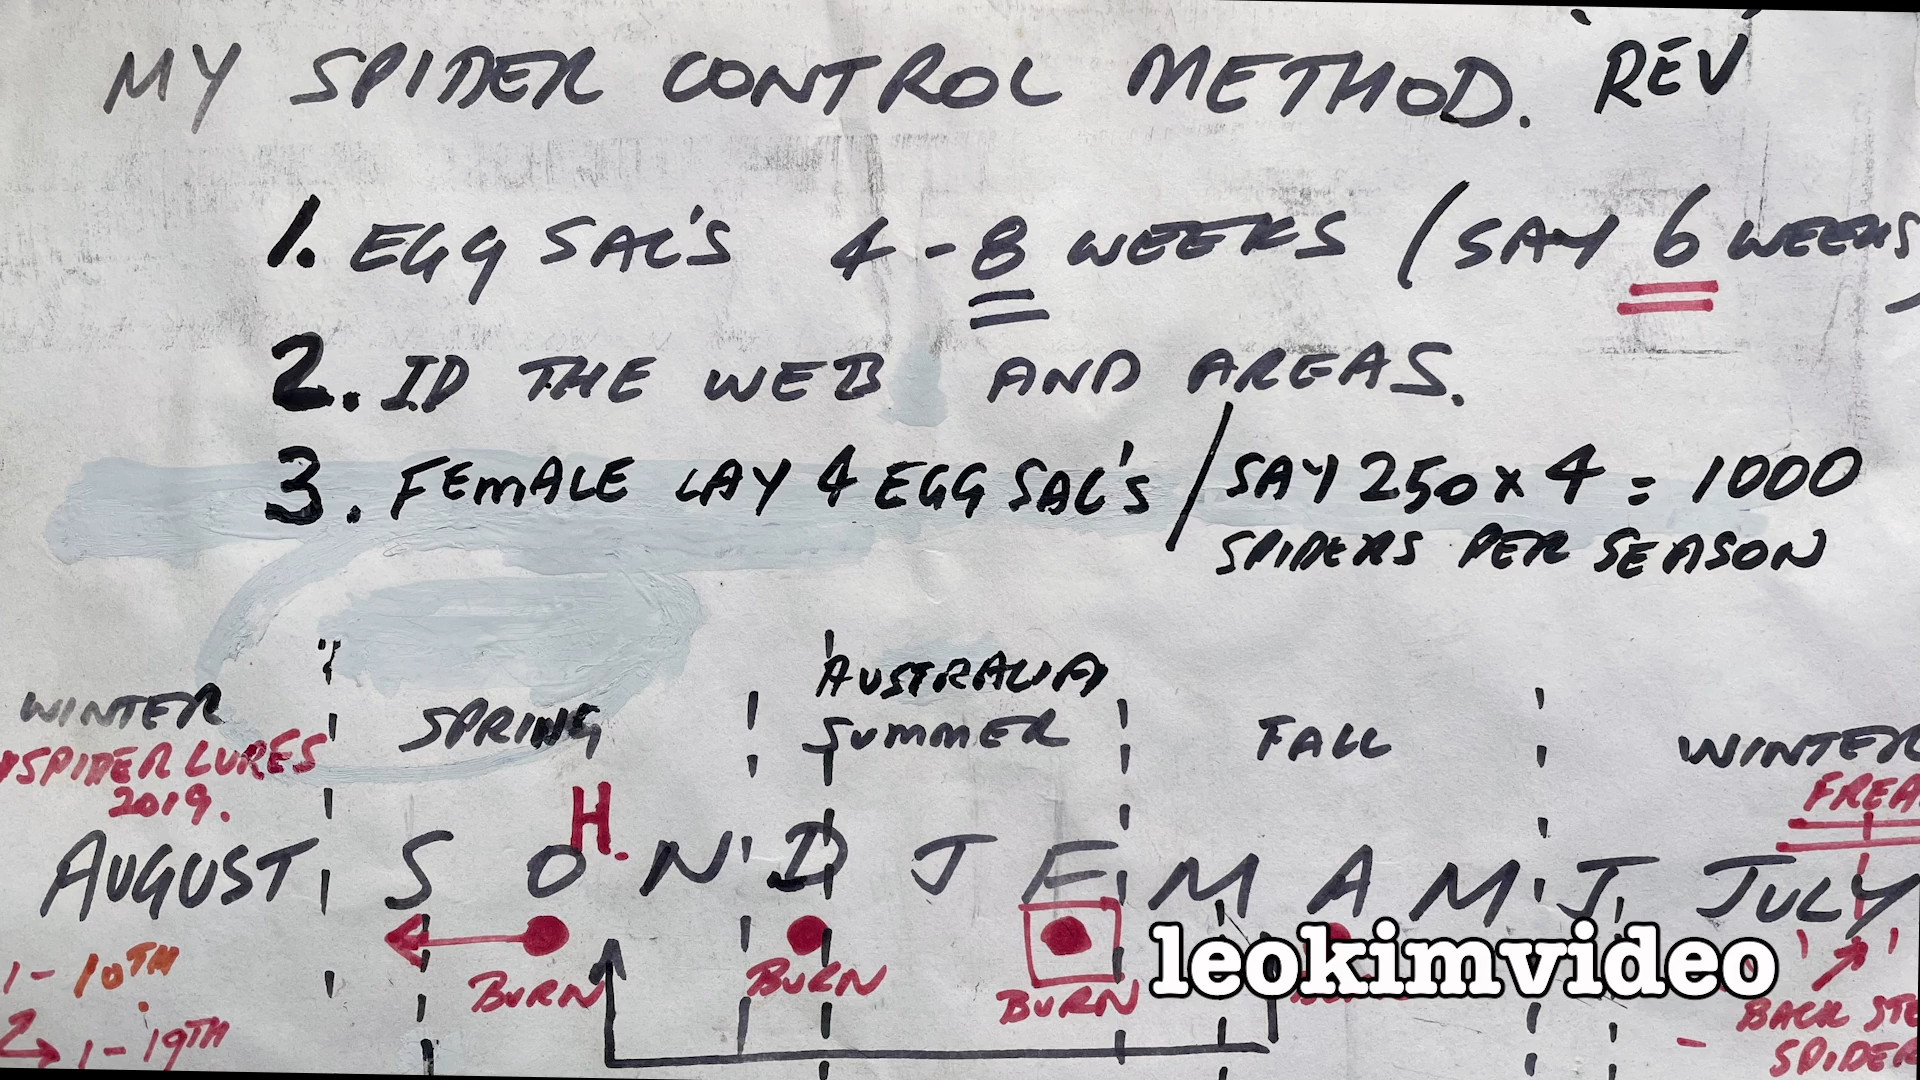 MY SPIDER CONTROL METHOD. REV
1. EGG SAC'S 4-8 WEEKS (SAY 6 WEEKS)
2. ID THE WEB AND AREAS.
3. FEMALE LAY 4 EGG SAC'S / SAY 250 x 4 = 1000
SPIDERS PER SEASON
AUSTRALIA
WINTER SPRING SUMMER FALL WINTER
SPIDER LURES
2019.
H.
AUGUST S O N D J F M A M J JULY
BURN BURN BURN
1-10TH
1-19TH
BACK
leokimvideo